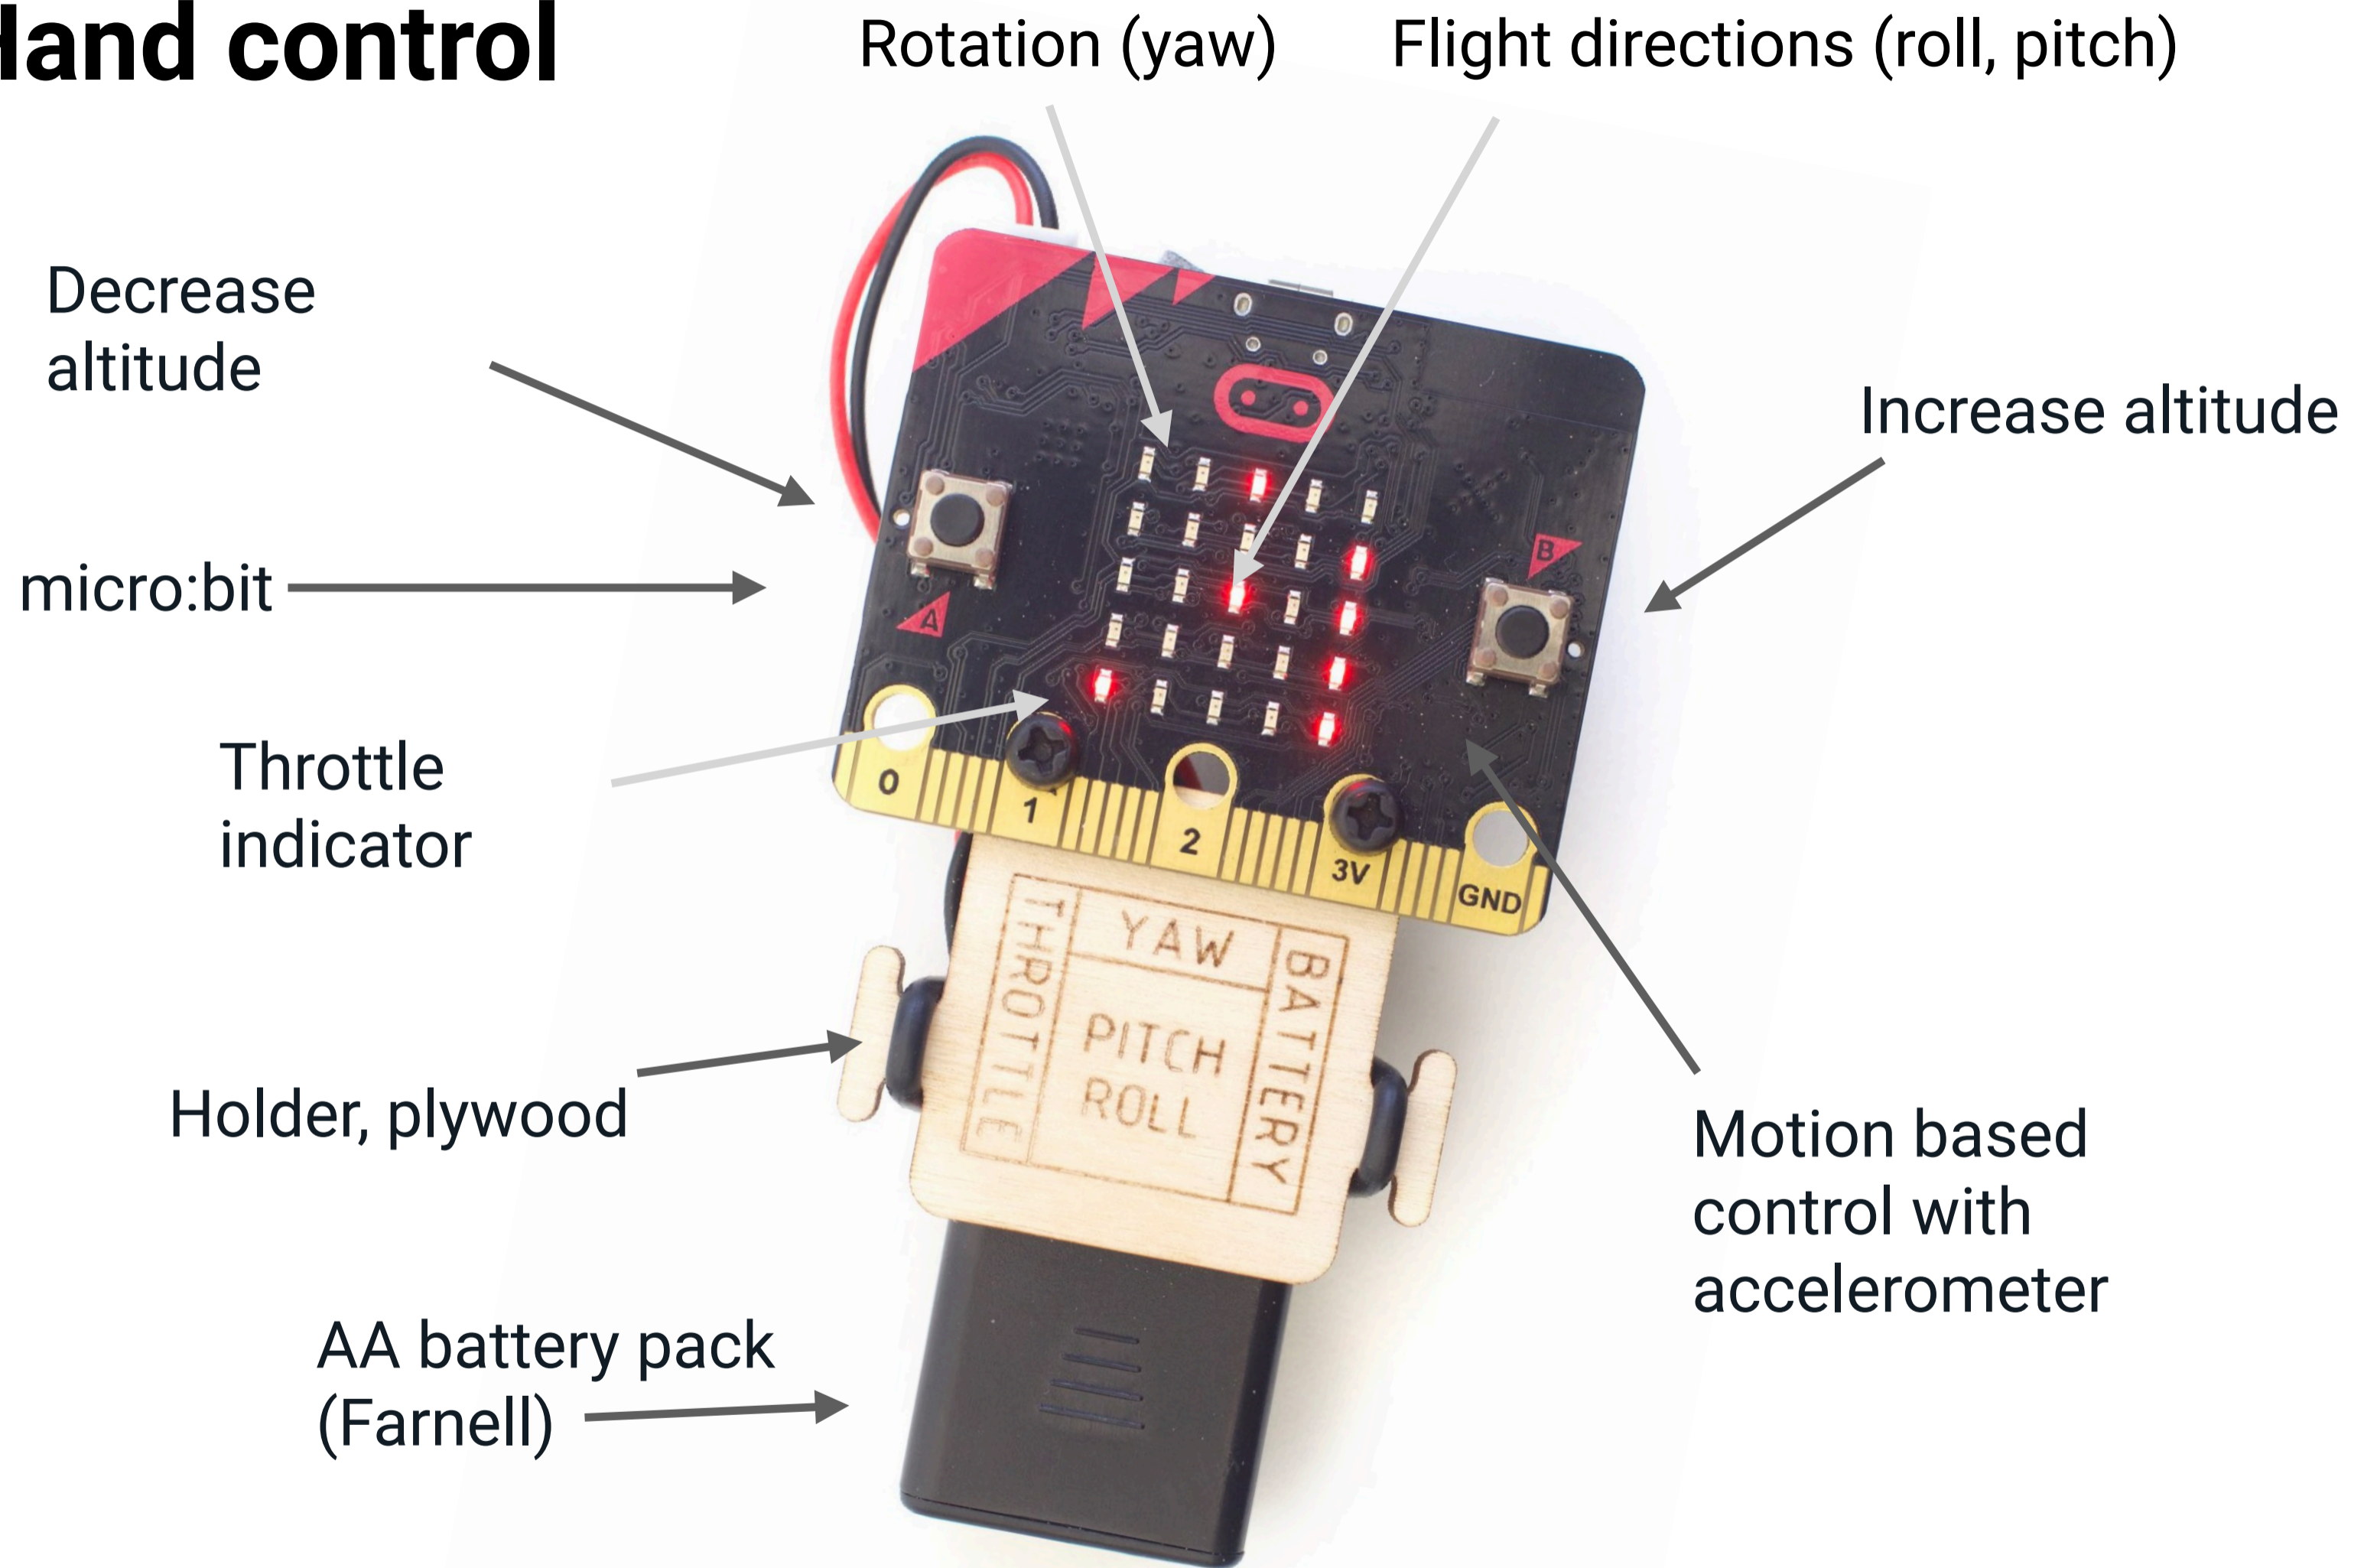 Hand control
Rotation (yaw)
Flight directions (roll, pitch)
Decrease
altitude
Increase altitude
micro:bit
B
A
Throttle
indicator
0
1
2
3V
GND
THROTTLE
YAW
BATTERY
PITCH
ROLL
Holder, plywood
Motion based
control with
accelerometer
AA battery pack
(Farnell)